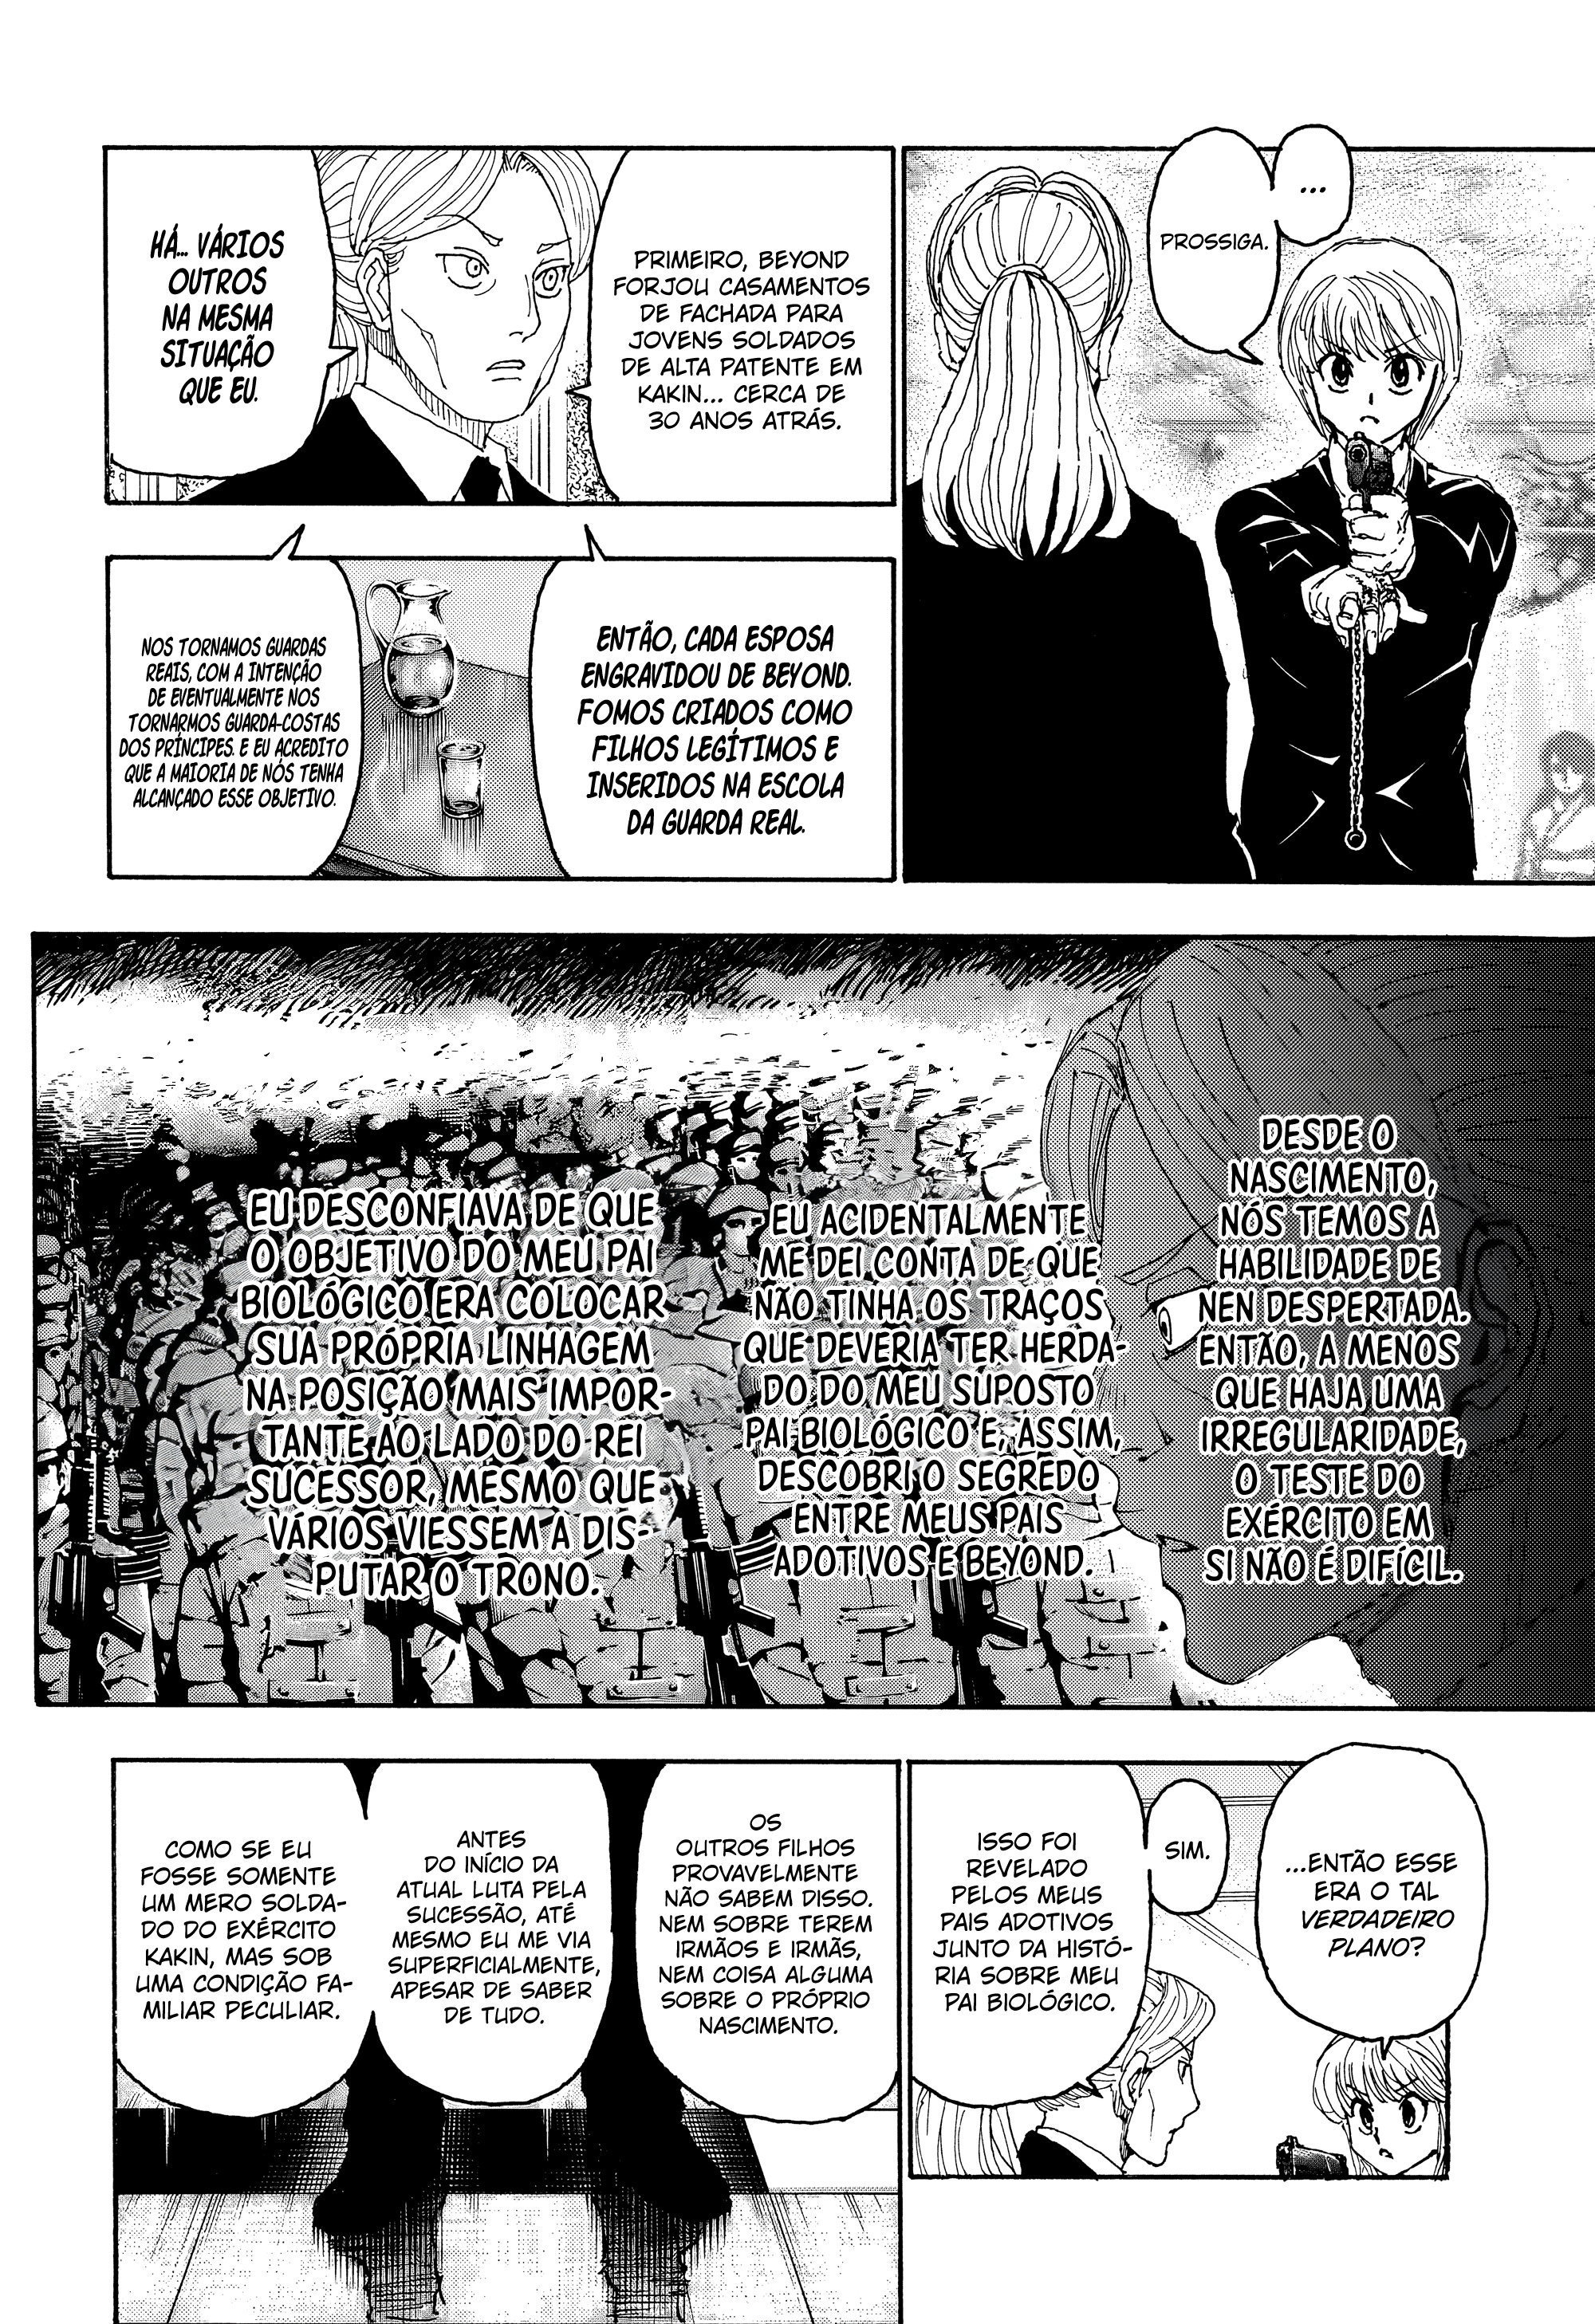 ...
PROSSIGA.
PRIMEIRO, BEYOND
FORJOU CASAMENTOS
DE FACHADA PARA
JOVENS SOLDADOS
DE ALTA PATENTE EM
KAKIN... CERCA DE
30 ANOS ATRÁS.
HÁ... VÁRIOS
OUTROS
NA MESMA
SITUAÇÃO
QUE EU.
ENTÃO, CADA ESPOSA
ENGRAVIDOU DE BEYOND.
FOMOS CRIADOS COMO
FILHOS LEGÍTIMOS E
INSERIDOS NA ESCOLA
DA GUARDA REAL.
NOS TORNAMOS GUARDAS
REAIS, COM A INTENÇÃO
DE EVENTUALMENTE NOS
TORNARMOS GUARDA-COSTAS
DOS PRÍNCIPES. E EU ACREDITO
QUE A MAIORIA DE NÓS TENHA
ALCANÇADO ESSE OBJETIVO.
DESDE O
NASCIMENTO,
NÓS TEMOS A
HABILIDADE DE
NEN DESPERTADA.
ENTÃO, A MENOS
QUE HAJA UMA
IRREGULARIDADE,
O TESTE DO
EXÉRCITO EM
SI NÃO É DIFÍCIL.
EU ACIDENTALMENTE
ME DEI CONTA DE QUE
NÃO TINHA OS TRAÇOS
QUE DEVERIA TER HERDA-
DO DO MEU SUPOSTO
PAI BIOLÓGICO E, ASSIM,
DESCOBRI O SEGREDO
ENTRE MEUS PAIS
ADOTIVOS E BEYOND.
EU DESCONFIAVA DE QUE
O OBJETIVO DO MEU PAI
BIOLÓGICO ERA COLOCAR
SUA PRÓPRIA LINHAGEM
NA POSIÇÃO MAIS IMPOR-
TANTE AO LADO DO REI
SUCESSOR, MESMO QUE
VÁRIOS VIESSEM A DIS-
PUTAR O TRONO.
...ENTÃO ESSE
ERA O TAL
VERDADEIRO
PLANO?
SIM.
ISSO FOI
REVELADO
PELOS MEUS
PAIS ADOTIVOS
JUNTO DA HISTÓ-
RIA SOBRE MEU
PAI BIOLÓGICO.
OS
OUTROS FILHOS
PROVAVELMENTE
NÃO SABEM DISSO.
NEM SOBRE TEREM
IRMÃOS E IRMÃS,
NEM COISA ALGUMA
SOBRE O PRÓPRIO
NASCIMENTO.
ANTES
DO INÍCIO DA
ATUAL LUTA PELA
SUCESSÃO, ATÉ
MESMO EU ME VIA
SUPERFICIALMENTE,
APESAR DE SABER
DE TUDO.
COMO SE EU
FOSSE SOMENTE
UM MERO SOLDA-
DO DO EXÉRCITO
KAKIN, MAS SOB
UMA CONDIÇÃO FA-
MILIAR PECULIAR.